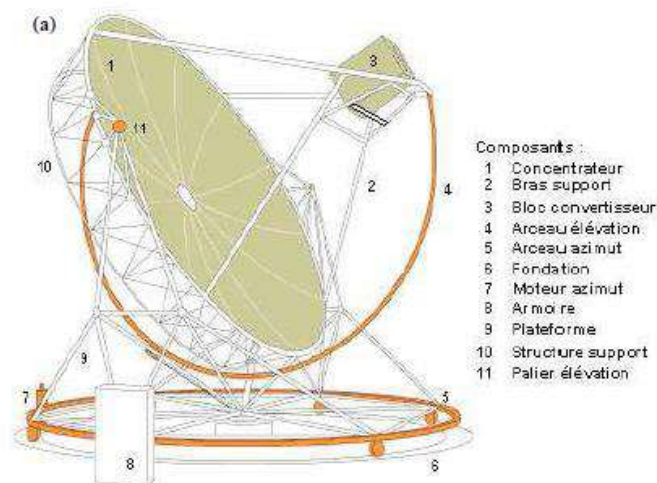 (a)
1
3
11
10
2
4
9
7
5
8
6
Composants :
1 Concentrateur
2 Bras support
3 Bloc convertisseur
4 Arceau élévation
5 Arceau azimut
6 Fondation
7 Moteur azimut
8 Armoire
9 Plateforme
10 Structure support
11 Palier élévation